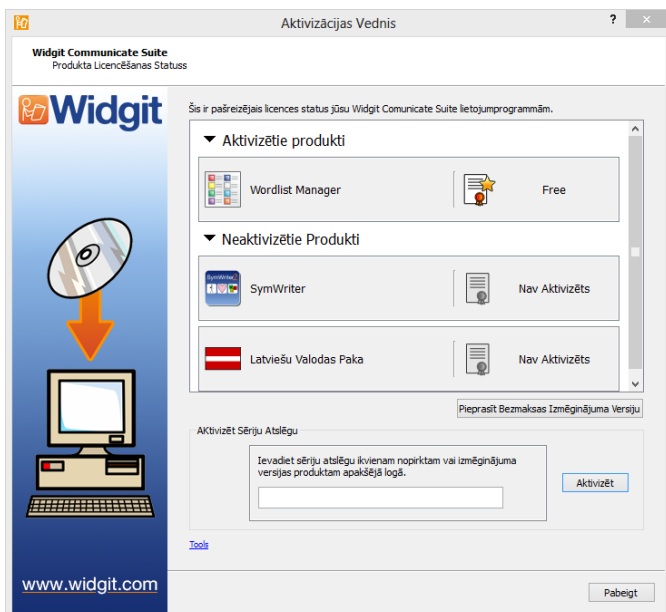 Aktivizācijas Vednis
Widgit Communicate Suite
Produkta Licencēšanas Statuss
Widgit
Šis ir pašreizējais licences status jūsu Widgit Comunicate Suite lietojumprogrammām.
Aktivizētie produkti
Wordlist Manager
Free
Neaktivizētie Produkti
SymWriter2
SymWriter
Nav Aktivizēts
Latviešu Valodas Paka
Nav Aktivizēts
Pieprasīt Bezmaksas Izmēģinājuma Versiju
AKtivizēt Sēriju Atslēgu
Ievadiet sēriju atslēgu ikvienam nopirktam vai izmēģinājuma
versijas produktam apakšējā logā.
Aktivizēt
Tools
www.widgit.com
Pabeigt